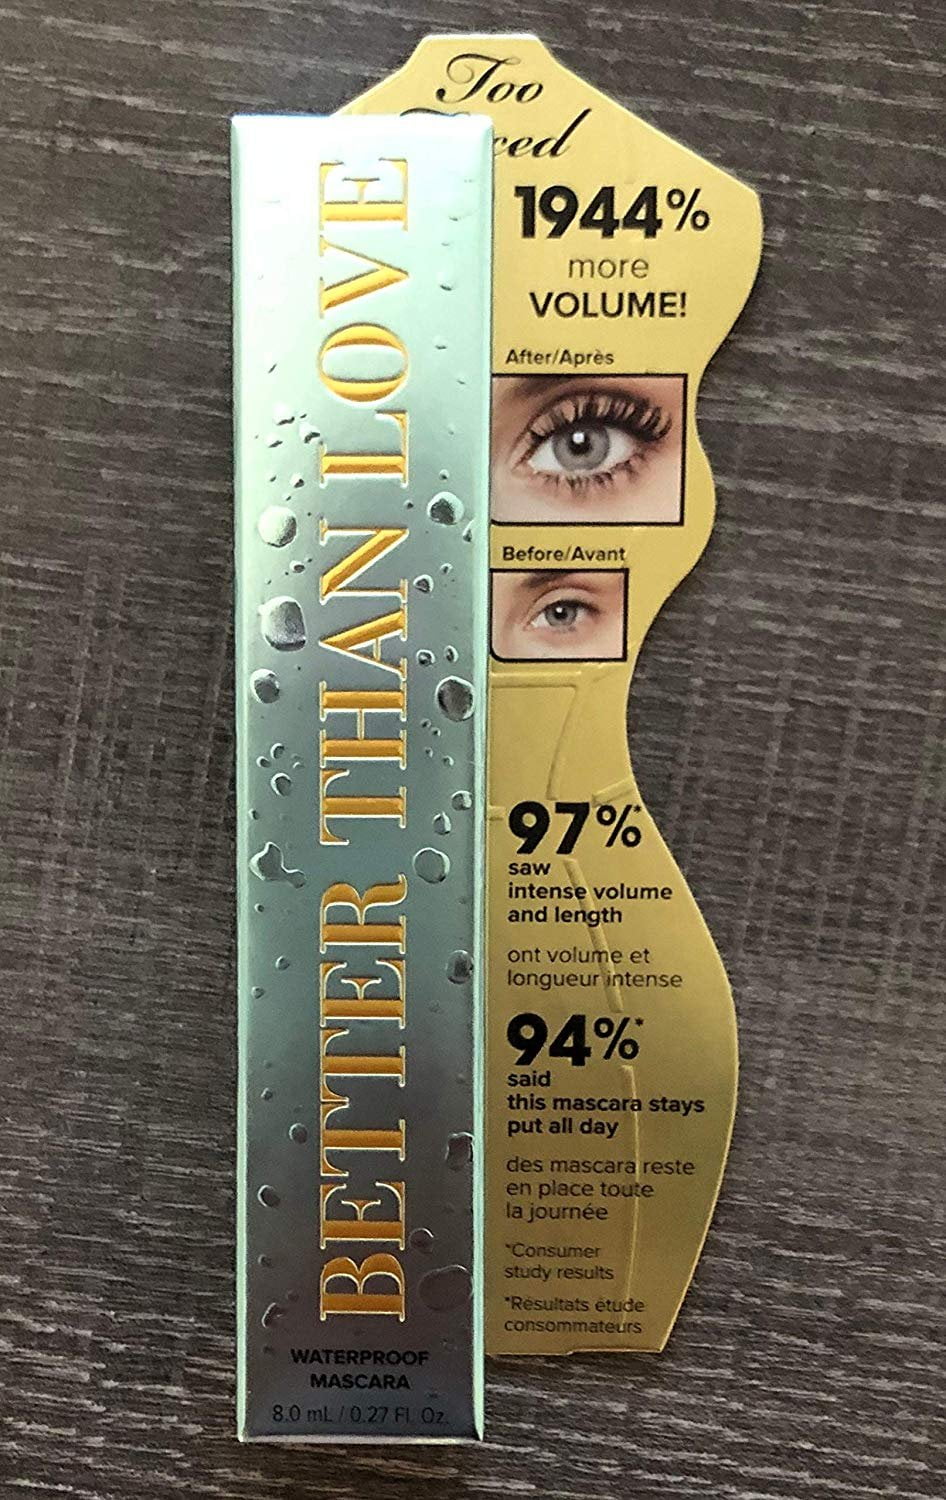 BETTER THAN LOVE
WATERPROOF
MASCARA
8.0 mL / 0.27 Fl. Oz.
Too
1944%
more
VOLUME!
After/Après
Before/Avant
97%*
saw
intense volume
and length
ont volume et
longueur intense
94%*
said
this mascara stays
put all day
des mascara reste
en place toute
la journée
*Consumer
study results
*Résultats étude
consommateurs